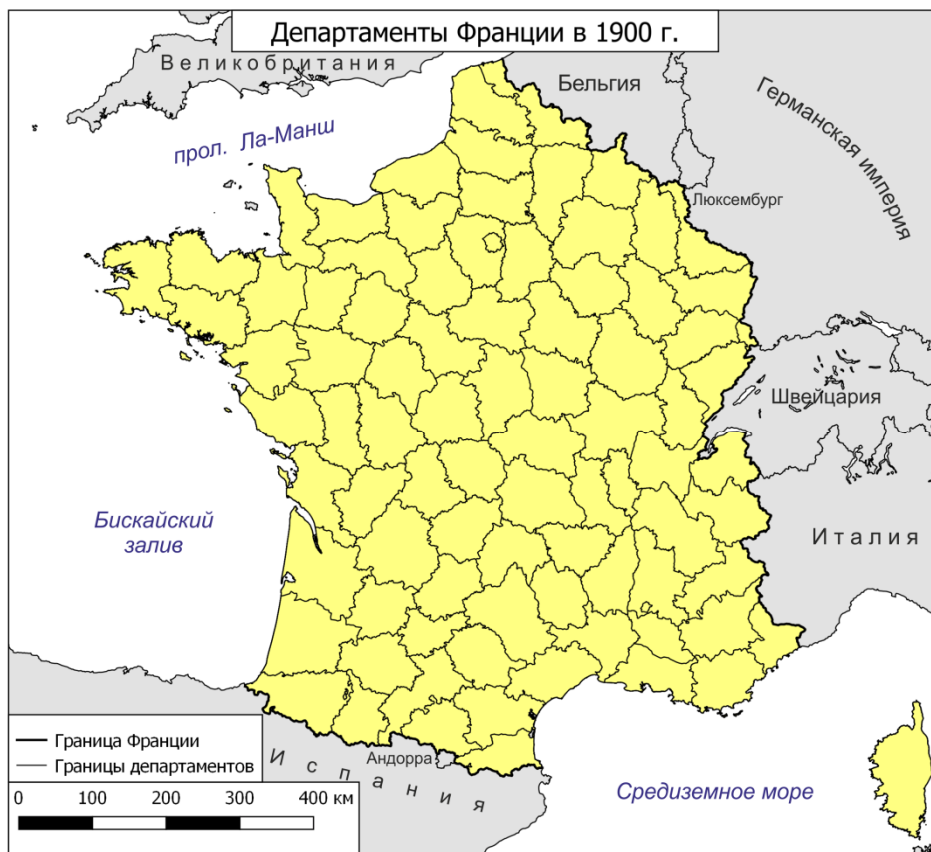 Департаменты Франции в 1900 г.
Великобритания
Бельгия
Германская империя
прол. Ла-Манш
Люксембург
Швейцария
Бискайский
залив
Италия
Граница Франции
Границы департаментов
Андорра
Испания
Средиземное море
0 100 200 300 400 км